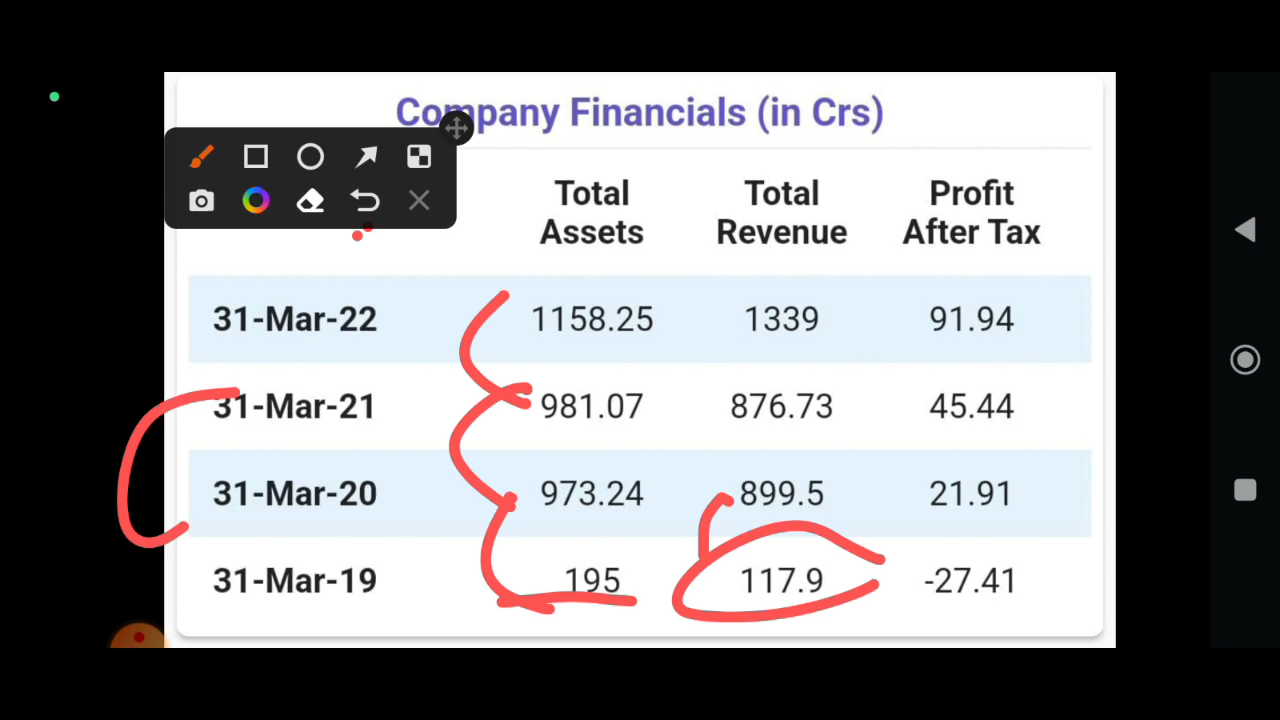 Company Financials (in Crs)
Total Assets Total Revenue Profit After Tax
31-Mar-22 1158.25 1339 91.94
31-Mar-21 981.07 876.73 45.44
31-Mar-20 973.24 899.5 21.91
31-Mar-19 195 117.9 -27.41